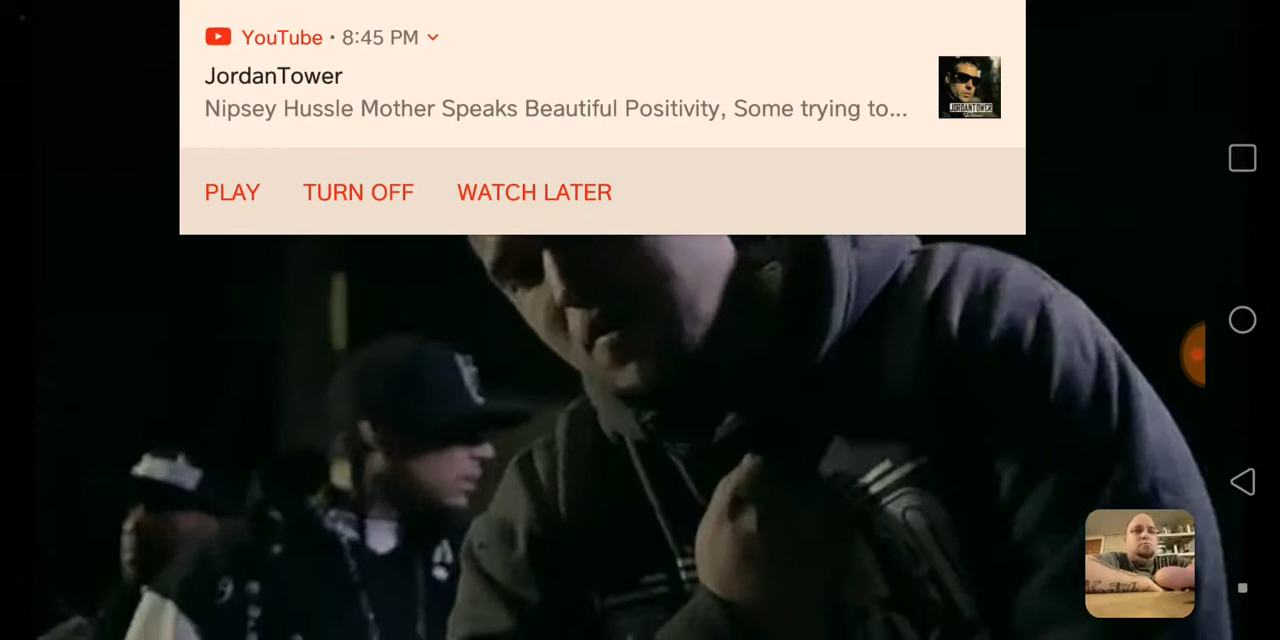 YouTube • 8:45 PM
JordanTower
Nipsey Hussle Mother Speaks Beautiful Positivity, Some trying to...
JORDANTOWER
PLAY TURN OFF WATCH LATER